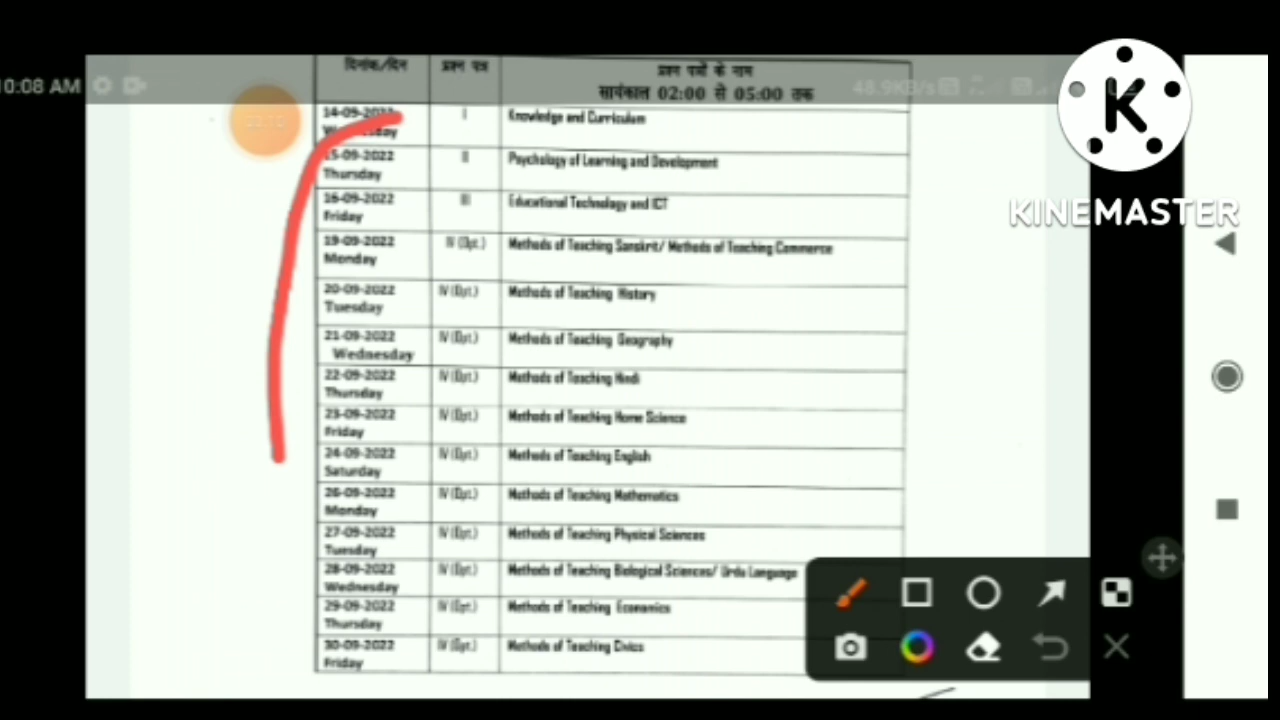 10:08 AM
48.9KB/s
दिनांक/दिन प्रश्न पत्र प्रश्न पत्रों के नाम
सायंकाल 02:00 से 05:00 तक
14-09-2022 I Knowledge and Curriculum
Wednesday
15-09-2022 II Psychology of Learning and Development
Thursday
16-09-2022 III Educational Technology and ICT
Friday
19-09-2022 IV (Opt.) Methods of Teaching Sanskrit/ Methods of Teaching Commerce
Monday
20-09-2022 IV (Opt.) Methods of Teaching History
Tuesday
21-09-2022 IV (Opt.) Methods of Teaching Geography
Wednesday
22-09-2022 IV (Opt.) Methods of Teaching Hindi
Thursday
23-09-2022 IV (Opt.) Methods of Teaching Home Science
Friday
24-09-2022 IV (Opt.) Methods of Teaching English
Saturday
26-09-2022 IV (Opt.) Methods of Teaching Mathematics
Monday
27-09-2022 IV (Opt.) Methods of Teaching Physical Sciences
Tuesday
28-09-2022 IV (Opt.) Methods of Teaching Biological Sciences/ Urdu Language
Wednesday
29-09-2022 IV (Opt.) Methods of Teaching Economics
Thursday
30-09-2022 IV (Opt.) Methods of Teaching Civics
Friday
K
KINEMASTER